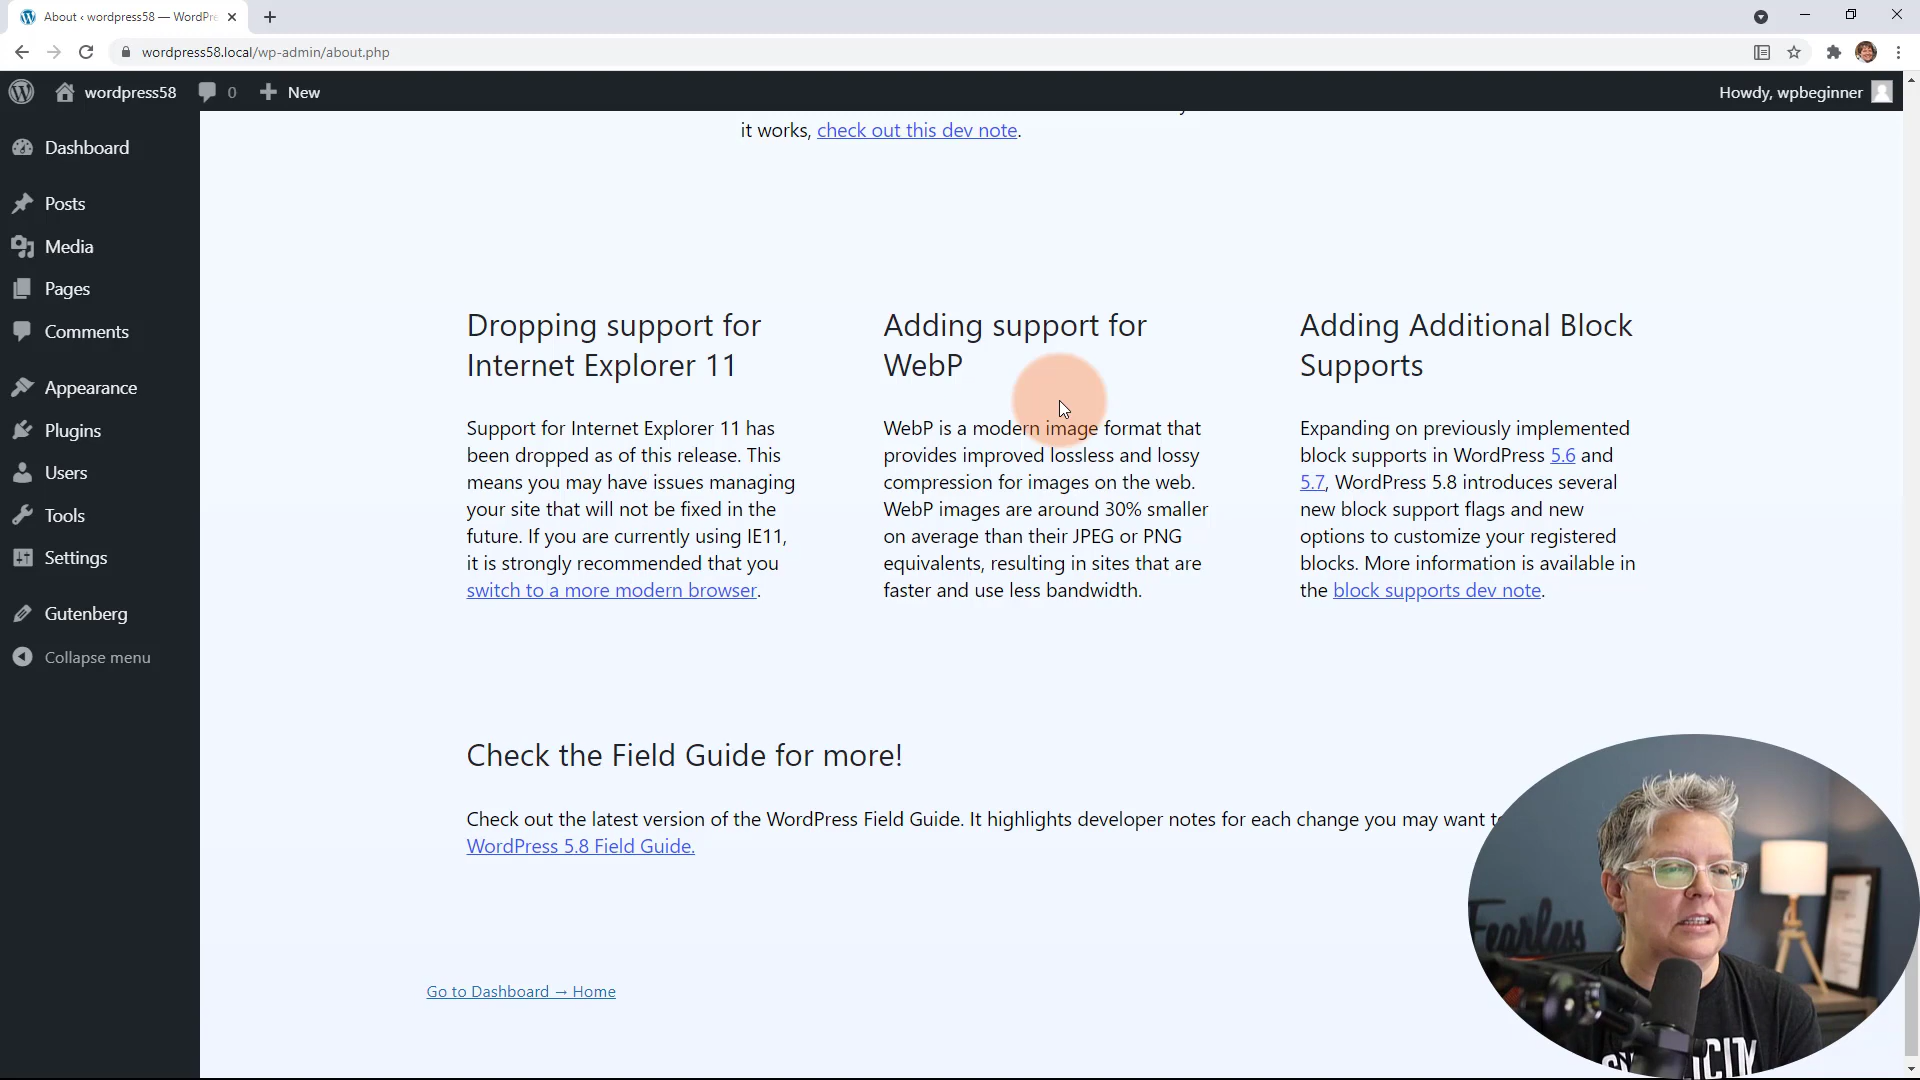 About ‹ wordpress58 — WordPre
wordpress58.local/wp-admin/about.php
wordpress58
0
New
Howdy, wpbeginner
Dashboard
Posts
Media
Pages
Comments
Appearance
Plugins
Users
Tools
Settings
Gutenberg
Collapse menu
it works, check out this dev note.
Dropping support for
Internet Explorer 11
Support for Internet Explorer 11 has
been dropped as of this release. This
means you may have issues managing
your site that will not be fixed in the
future. If you are currently using IE11,
it is strongly recommended that you
switch to a more modern browser.
Adding support for
WebP
WebP is a modern image format that
provides improved lossless and lossy
compression for images on the web.
WebP images are around 30% smaller
on average than their JPEG or PNG
equivalents, resulting in sites that are
faster and use less bandwidth.
Adding Additional Block
Supports
Expanding on previously implemented
block supports in WordPress 5.6 and
5.7, WordPress 5.8 introduces several
new block support flags and new
options to customize your registered
blocks. More information is available in
the block supports dev note.
Check the Field Guide for more!
Check out the latest version of the WordPress Field Guide. It highlights developer notes for each change you may want
WordPress 5.8 Field Guide.
Go to Dashboard → Home
Fearless